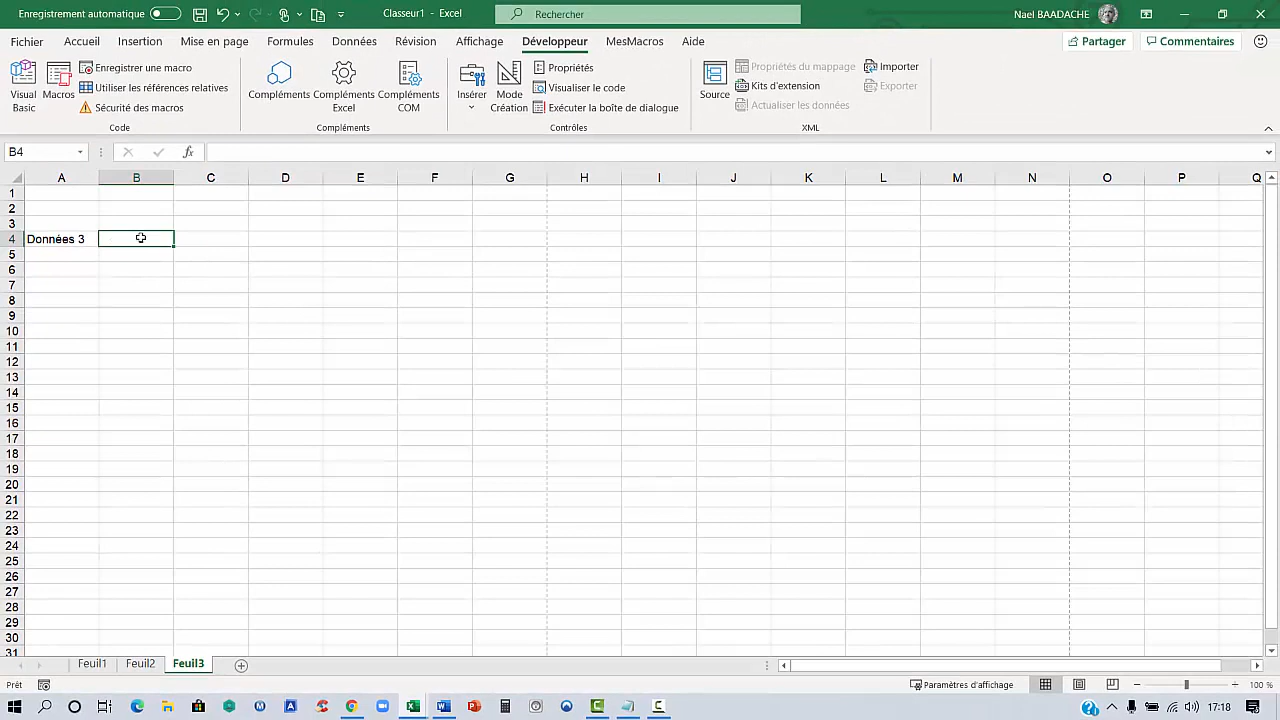 Enregistrement automatique
Classeur1 - Excel
Rechercher
Nael BAADACHE
Fichier Accueil Insertion Mise en page Formules Données Révision Affichage Développeur MesMacros Aide
Partager Commentaires
Visual Basic
Macros
Enregistrer une macro
Utiliser les références relatives
Sécurité des macros
Code
Compléments
Compléments Excel
Compléments COM
Compléments
Insérer
Mode Création
Propriétés
Visualiser le code
Exécuter la boîte de dialogue
Contrôles
Source
Propriétés du mappage
Kits d'extension
Actualiser les données
Importer
Exporter
XML
B4
fx
A B C D E F G H I J K L M N O P Q
1
2
3
4 Données 3
5
6
7
8
9
10
11
12
13
14
15
16
17
18
19
20
21
22
23
24
25
26
27
28
29
30
31
Feuil1 Feuil2 Feuil3
Prêt
Paramètres d'affichage
100 %
17:18